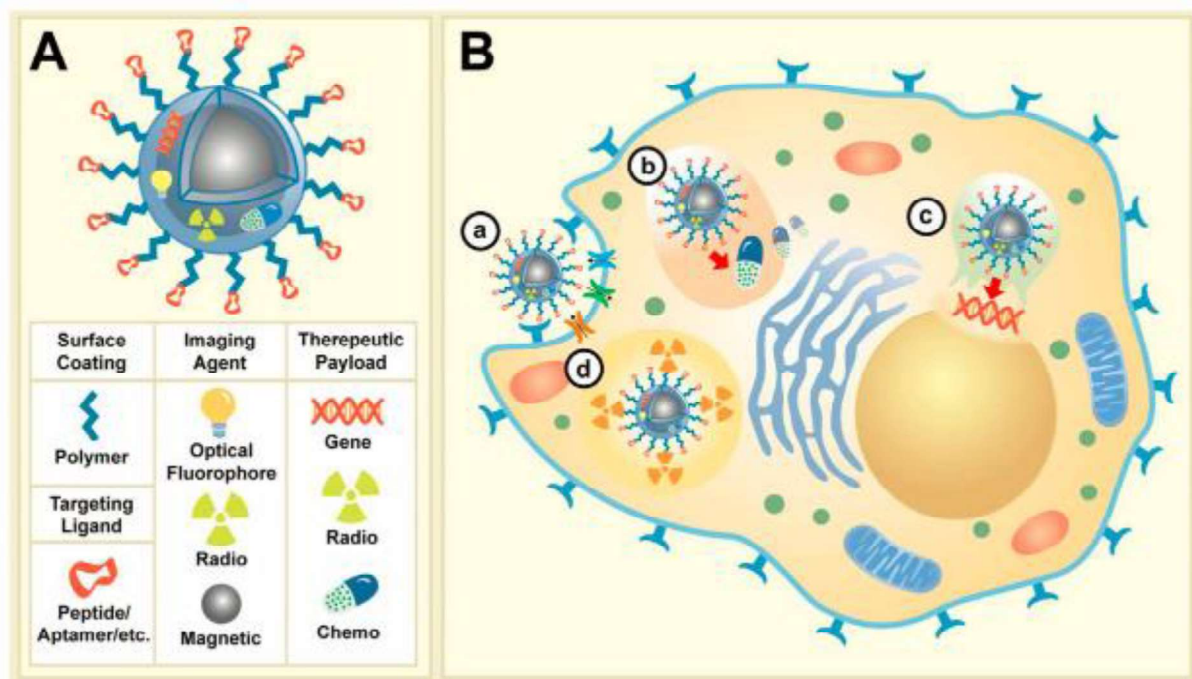 A
Surface
Coating
Imaging
Agent
Therepeutic
Payload
Polymer
Optical
Fluorophore
Gene
Targeting
Ligand
Radio
Radio
Peptide/
Aptamer/etc.
Magnetic
Chemo
B
a
b
c
d